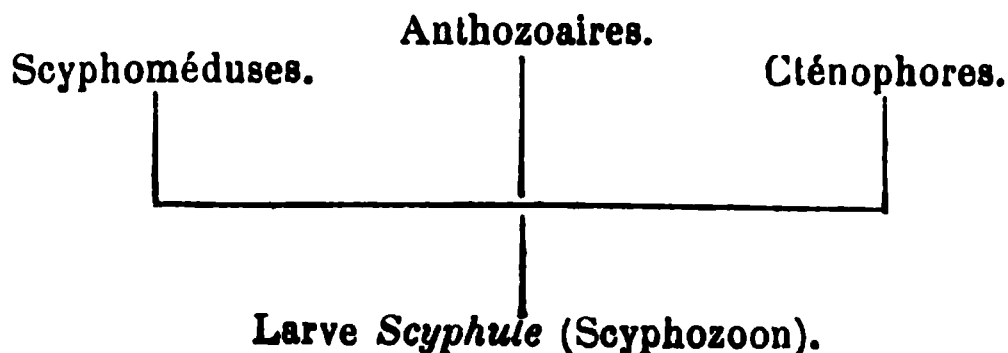 Anthozoaires.
Scyphoméduses.
Cténophores.
Larve Scyphule (Scyphozoon).